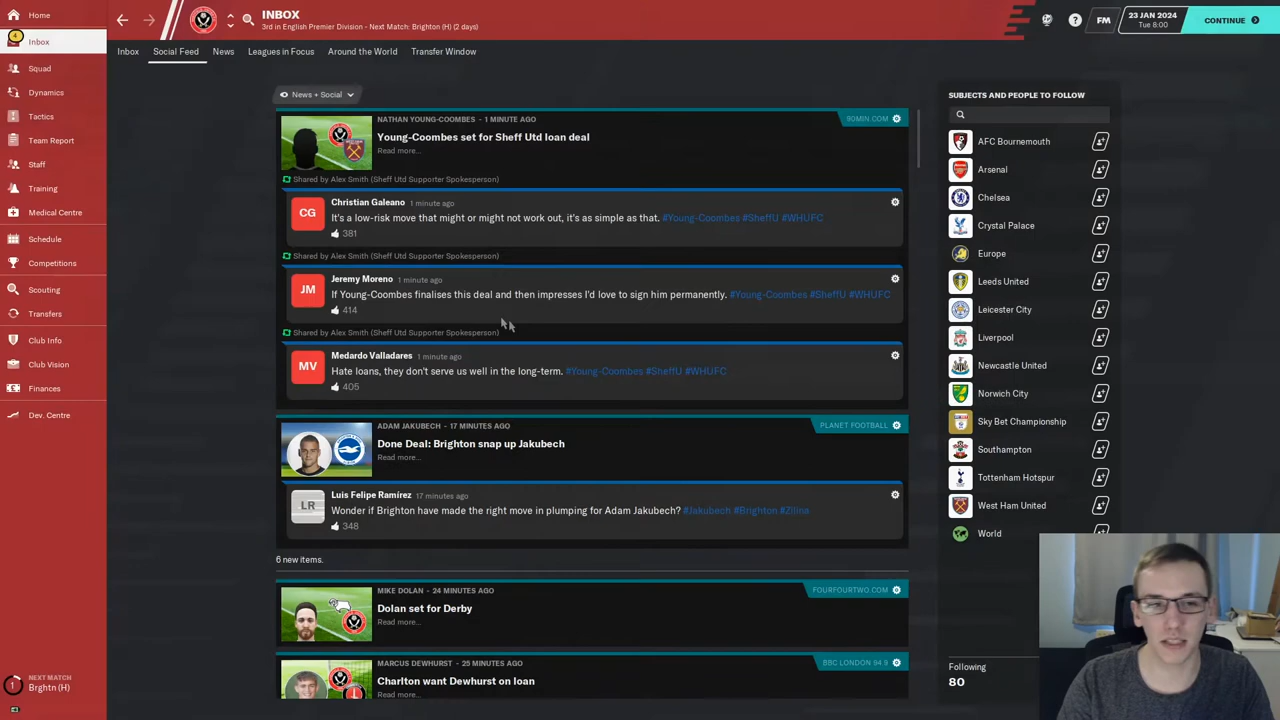 Home
4
Inbox
Squad
Dynamics
Tactics
Team Report
Staff
Training
Medical Centre
Schedule
Competitions
Scouting
Transfers
Club Info
Club Vision
Finances
Dev. Centre
1
NEXT MATCH
Brghtn (H)
INBOX
3rd in English Premier Division - Next Match: Brighton (H) (2 days)
FM
23 JAN 2024
Tue 8:00
CONTINUE
Inbox
Social Feed
News
Leagues in Focus
Around the World
Transfer Window
News + Social
NATHAN YOUNG-COOMBES - 1 MINUTE AGO
90MIN.COM
Young-Coombes set for Sheff Utd loan deal
Read more...
Shared by Alex Smith (Sheff Utd Supporter Spokesperson)
CG
Christian Galeano 1 minute ago
It's a low-risk move that might or might not work out, it's as simple as that. #Young-Coombes #SheffU #WHUFC
381
Shared by Alex Smith (Sheff Utd Supporter Spokesperson)
JM
Jeremy Moreno 1 minute ago
If Young-Coombes finalises this deal and then impresses I'd love to sign him permanently. #Young-Coombes #SheffU #WHUFC
414
Shared by Alex Smith (Sheff Utd Supporter Spokesperson)
MV
Medardo Valladares 1 minute ago
Hate loans, they don't serve us well in the long-term. #Young-Coombes #SheffU #WHUFC
405
ADAM JAKUBECH - 17 MINUTES AGO
PLANET FOOTBALL
Done Deal: Brighton snap up Jakubech
Read more...
LR
Luis Felipe Ramírez 17 minutes ago
Wonder if Brighton have made the right move in plumping for Adam Jakubech? #Jakubech #Brighton #Zilina
348
6 new items.
MIKE DOLAN - 24 MINUTES AGO
FOURFOURTWO.COM
Dolan set for Derby
Read more...
MARCUS DEWHURST - 25 MINUTES AGO
BBC LONDON 94 9
Charlton want Dewhurst on loan
Read more...
SUBJECTS AND PEOPLE TO FOLLOW
AFC Bournemouth
Arsenal
Chelsea
Crystal Palace
Europe
Leeds United
Leicester City
Liverpool
Newcastle United
Norwich City
Sky Bet Championship
Southampton
Tottenham Hotspur
West Ham United
World
Following
80